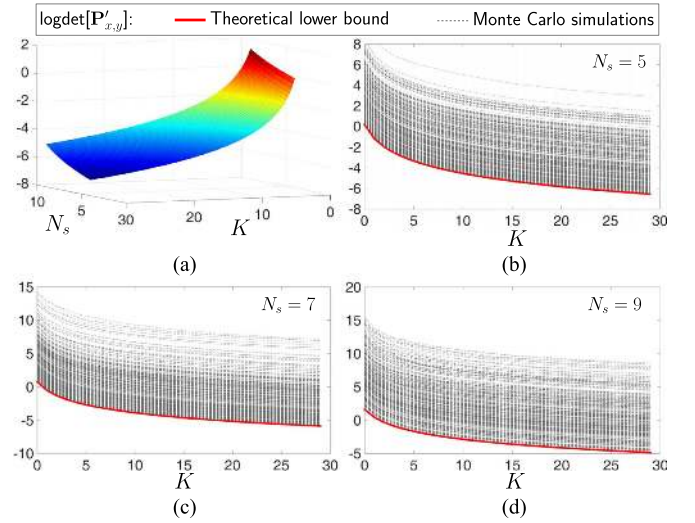 logdet[P′x,y]: Theoretical lower bound Monte Carlo simulations
2
0
-2
-4
-6
-8
10
5
30
20
10
0
Ns
K
(a)
8
6
4
2
0
-2
-4
-6
-8
Ns = 5
0 5 10 15 20 25 30
K
(b)
15
10
5
0
-5
-10
Ns = 7
0 5 10 15 20 25 30
K
(c)
20
15
10
5
0
-5
Ns = 9
0 5 10 15 20 25 30
K
(d)